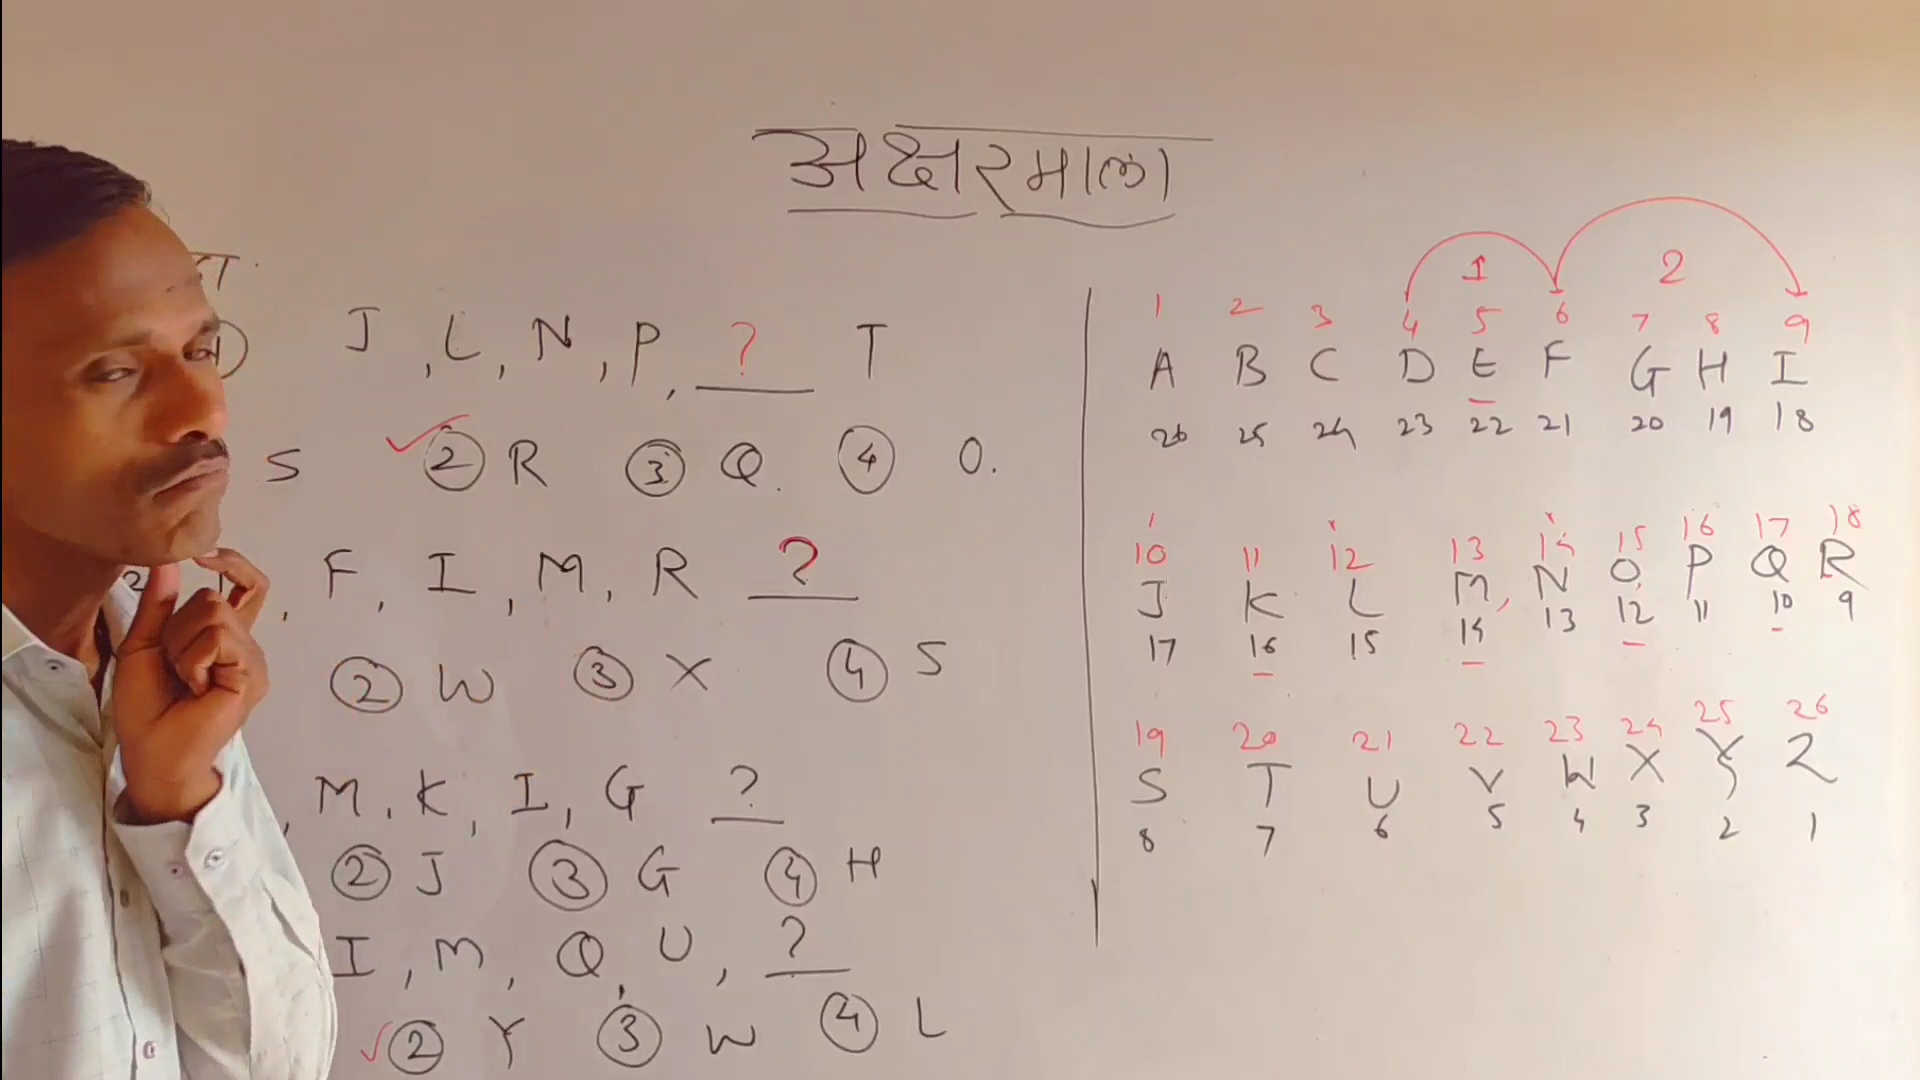 अक्षरमाला
1) J, L, N, P, ? T
S ② R ③ Q. ④ O.
, F, I, M, R ?
② W ③ X ④ S
, M, K, I, G ?
② J ③ G ④ H
I, M, Q, U, ?
② Y ③ W ④ L
1 2
1 2 3 4 5 6 7 8 9
A B C D E F G H I
26 25 24 23 22 21 20 19 18
10 11 12 13 14 15 16 17 18
J K L M, N O P Q R
17 16 15 14 13 12 11 10 9
19 20 21 22 23 24 25 26
S T U V W X Y Z
8 7 6 5 4 3 2 1